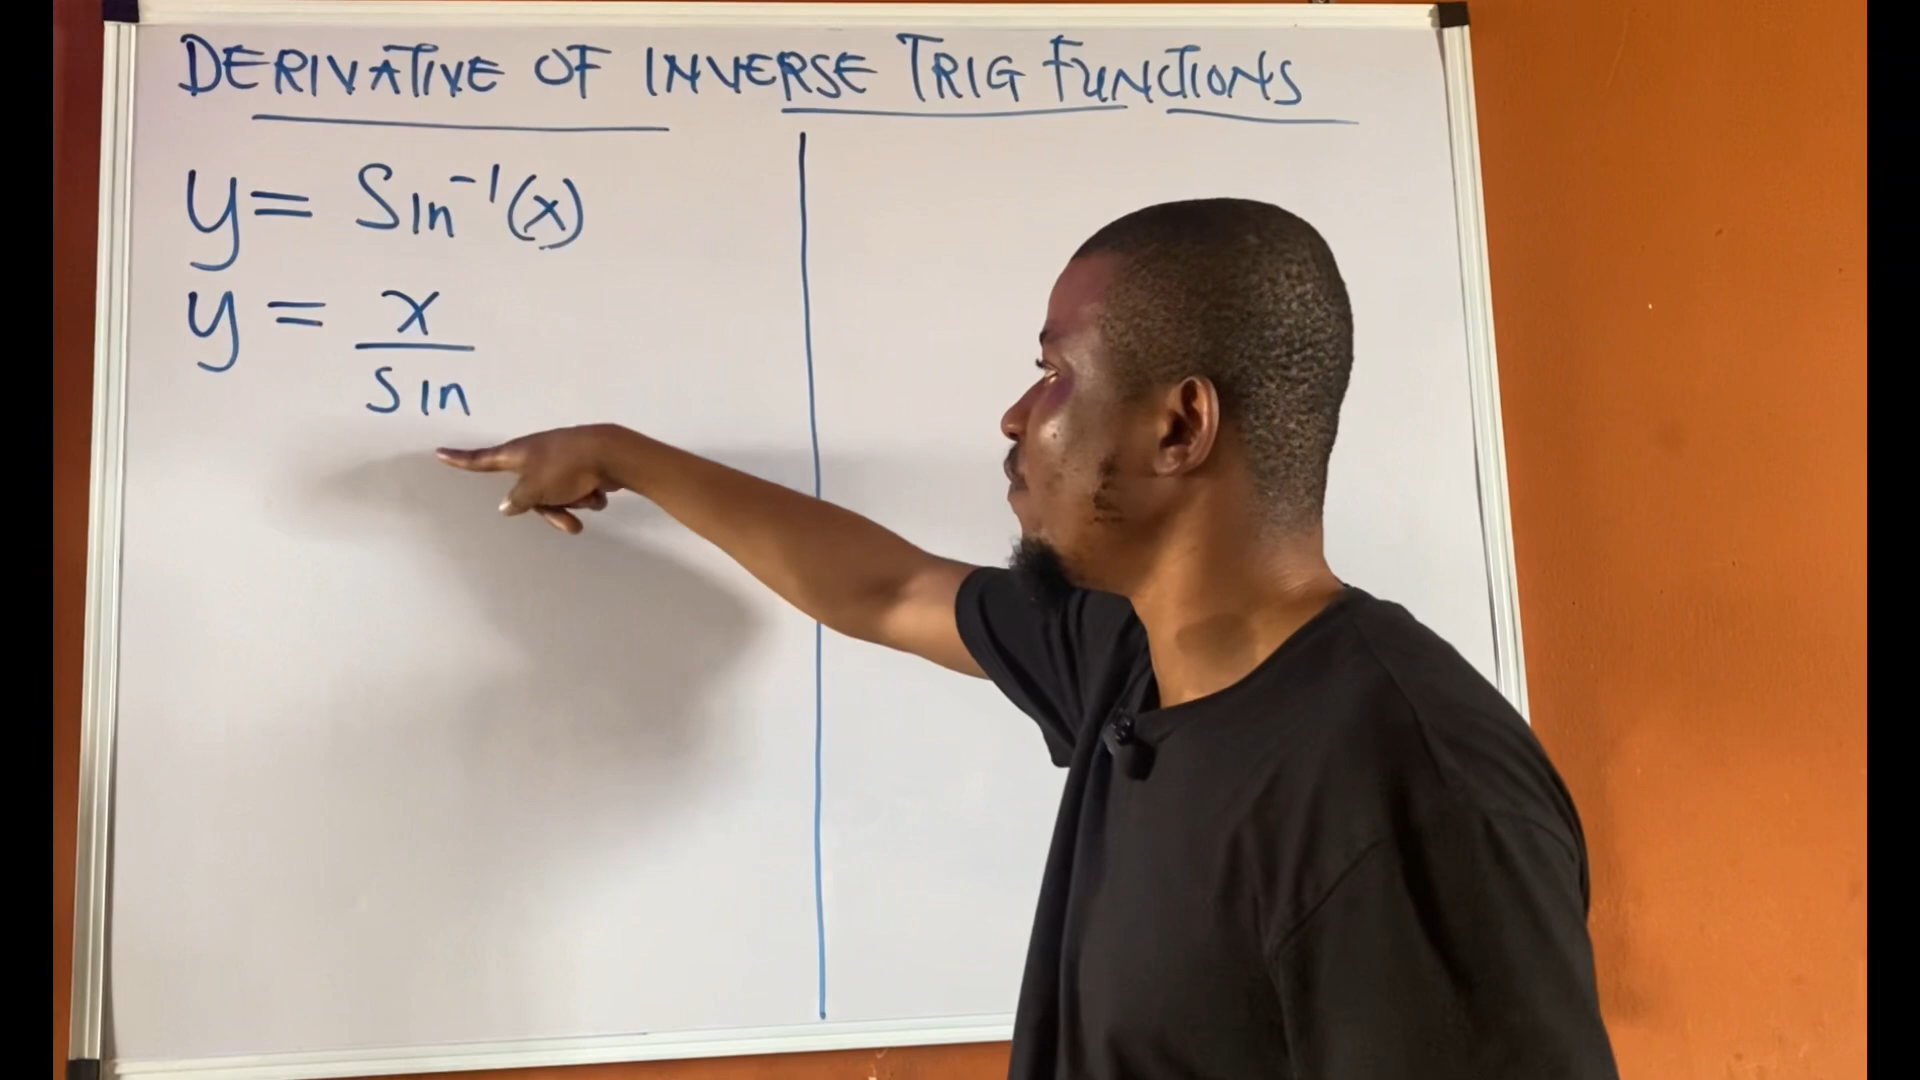 DERIVATIVE OF INVERSE TRIG FUNCTIONS
y = Sin⁻¹(x)
y = x/sin